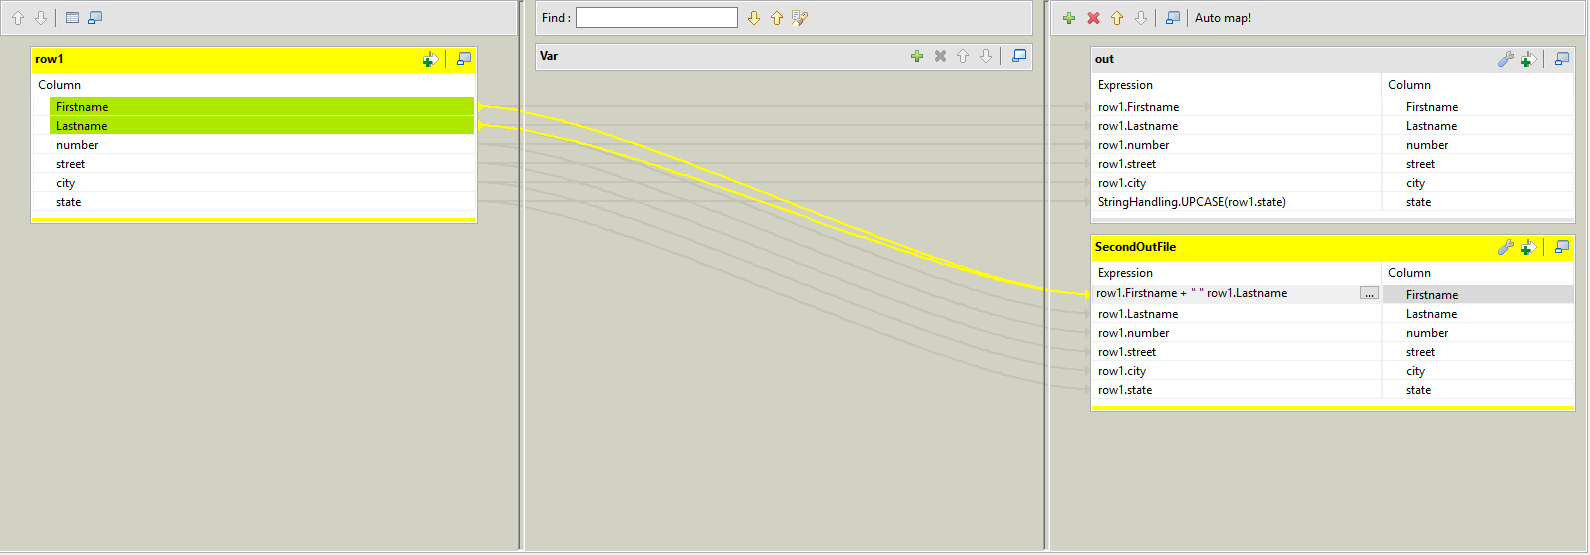 row1
Column
Firstname
Lastname
number
street
city
state
Find :
Var
Auto map!
out
Expression Column
row1.Firstname Firstname
row1.Lastname Lastname
row1.number number
row1.street street
row1.city city
StringHandling.UPCASE(row1.state) state
SecondOutFile
Expression Column
row1.Firstname + " " row1.Lastname ... Firstname
row1.Lastname Lastname
row1.number number
row1.street street
row1.city city
row1.state state